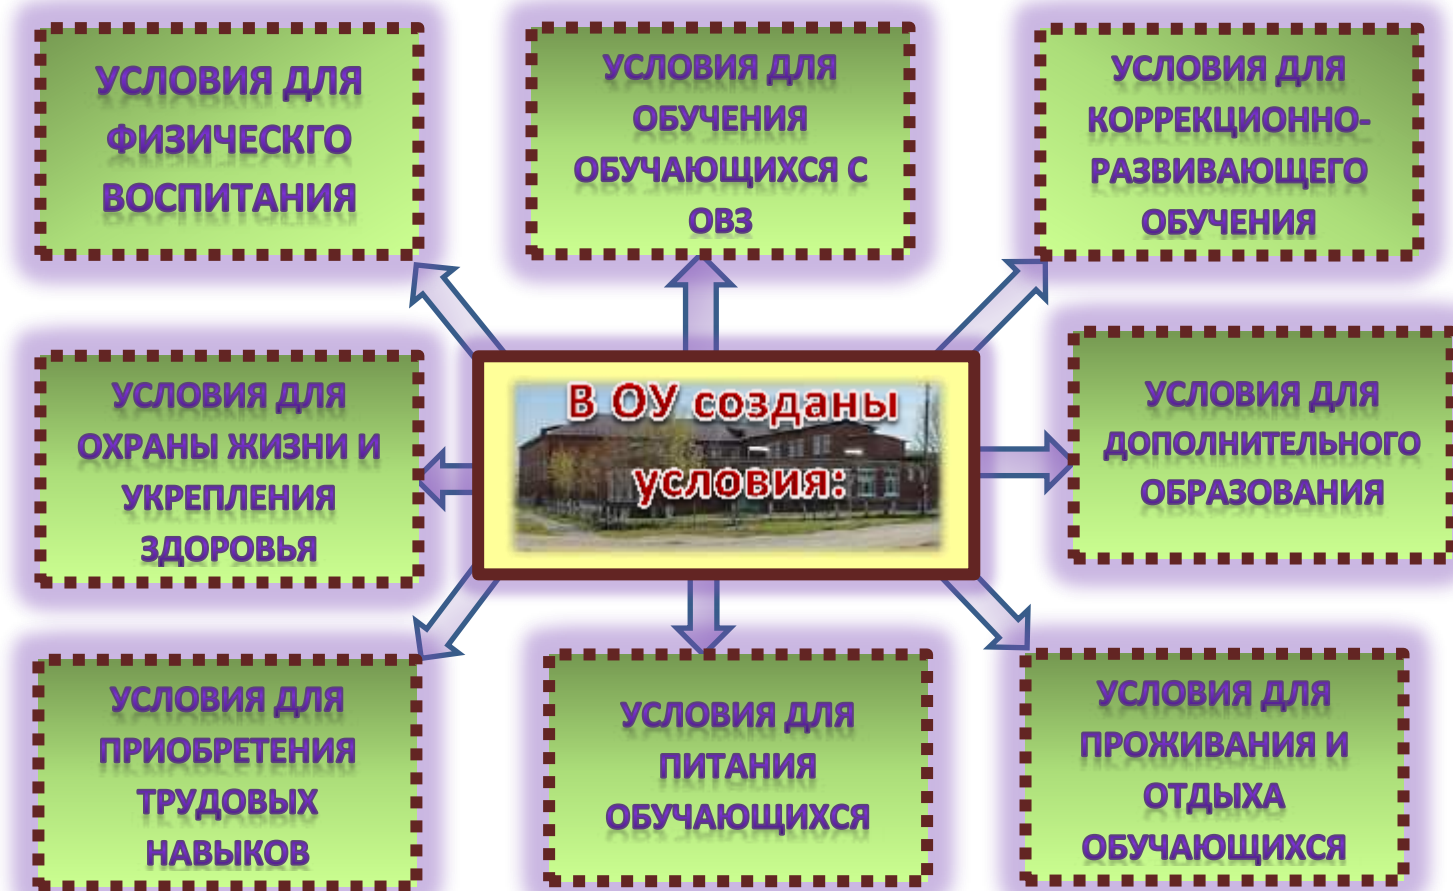 УСЛОВИЯ ДЛЯ
ФИЗИЧЕСКГО
ВОСПИТАНИЯ
УСЛОВИЯ ДЛЯ
ОБУЧЕНИЯ
ОБУЧАЮЩИХСЯ С
ОВЗ
УСЛОВИЯ ДЛЯ
КОРРЕКЦИОННО-
РАЗВИВАЮЩЕГО
ОБУЧЕНИЯ
УСЛОВИЯ ДЛЯ
ОХРАНЫ ЖИЗНИ И
УКРЕПЛЕНИЯ
ЗДОРОВЬЯ
В ОУ созданы
условия:
УСЛОВИЯ ДЛЯ
ДОПОЛНИТЕЛЬНОГО
ОБРАЗОВАНИЯ
УСЛОВИЯ ДЛЯ
ПРИОБРЕТЕНИЯ
ТРУДОВЫХ
НАВЫКОВ
УСЛОВИЯ ДЛЯ
ПИТАНИЯ
ОБУЧАЮЩИХСЯ
УСЛОВИЯ ДЛЯ
ПРОЖИВАНИЯ И
ОТДЫХА
ОБУЧАЮЩИХСЯ